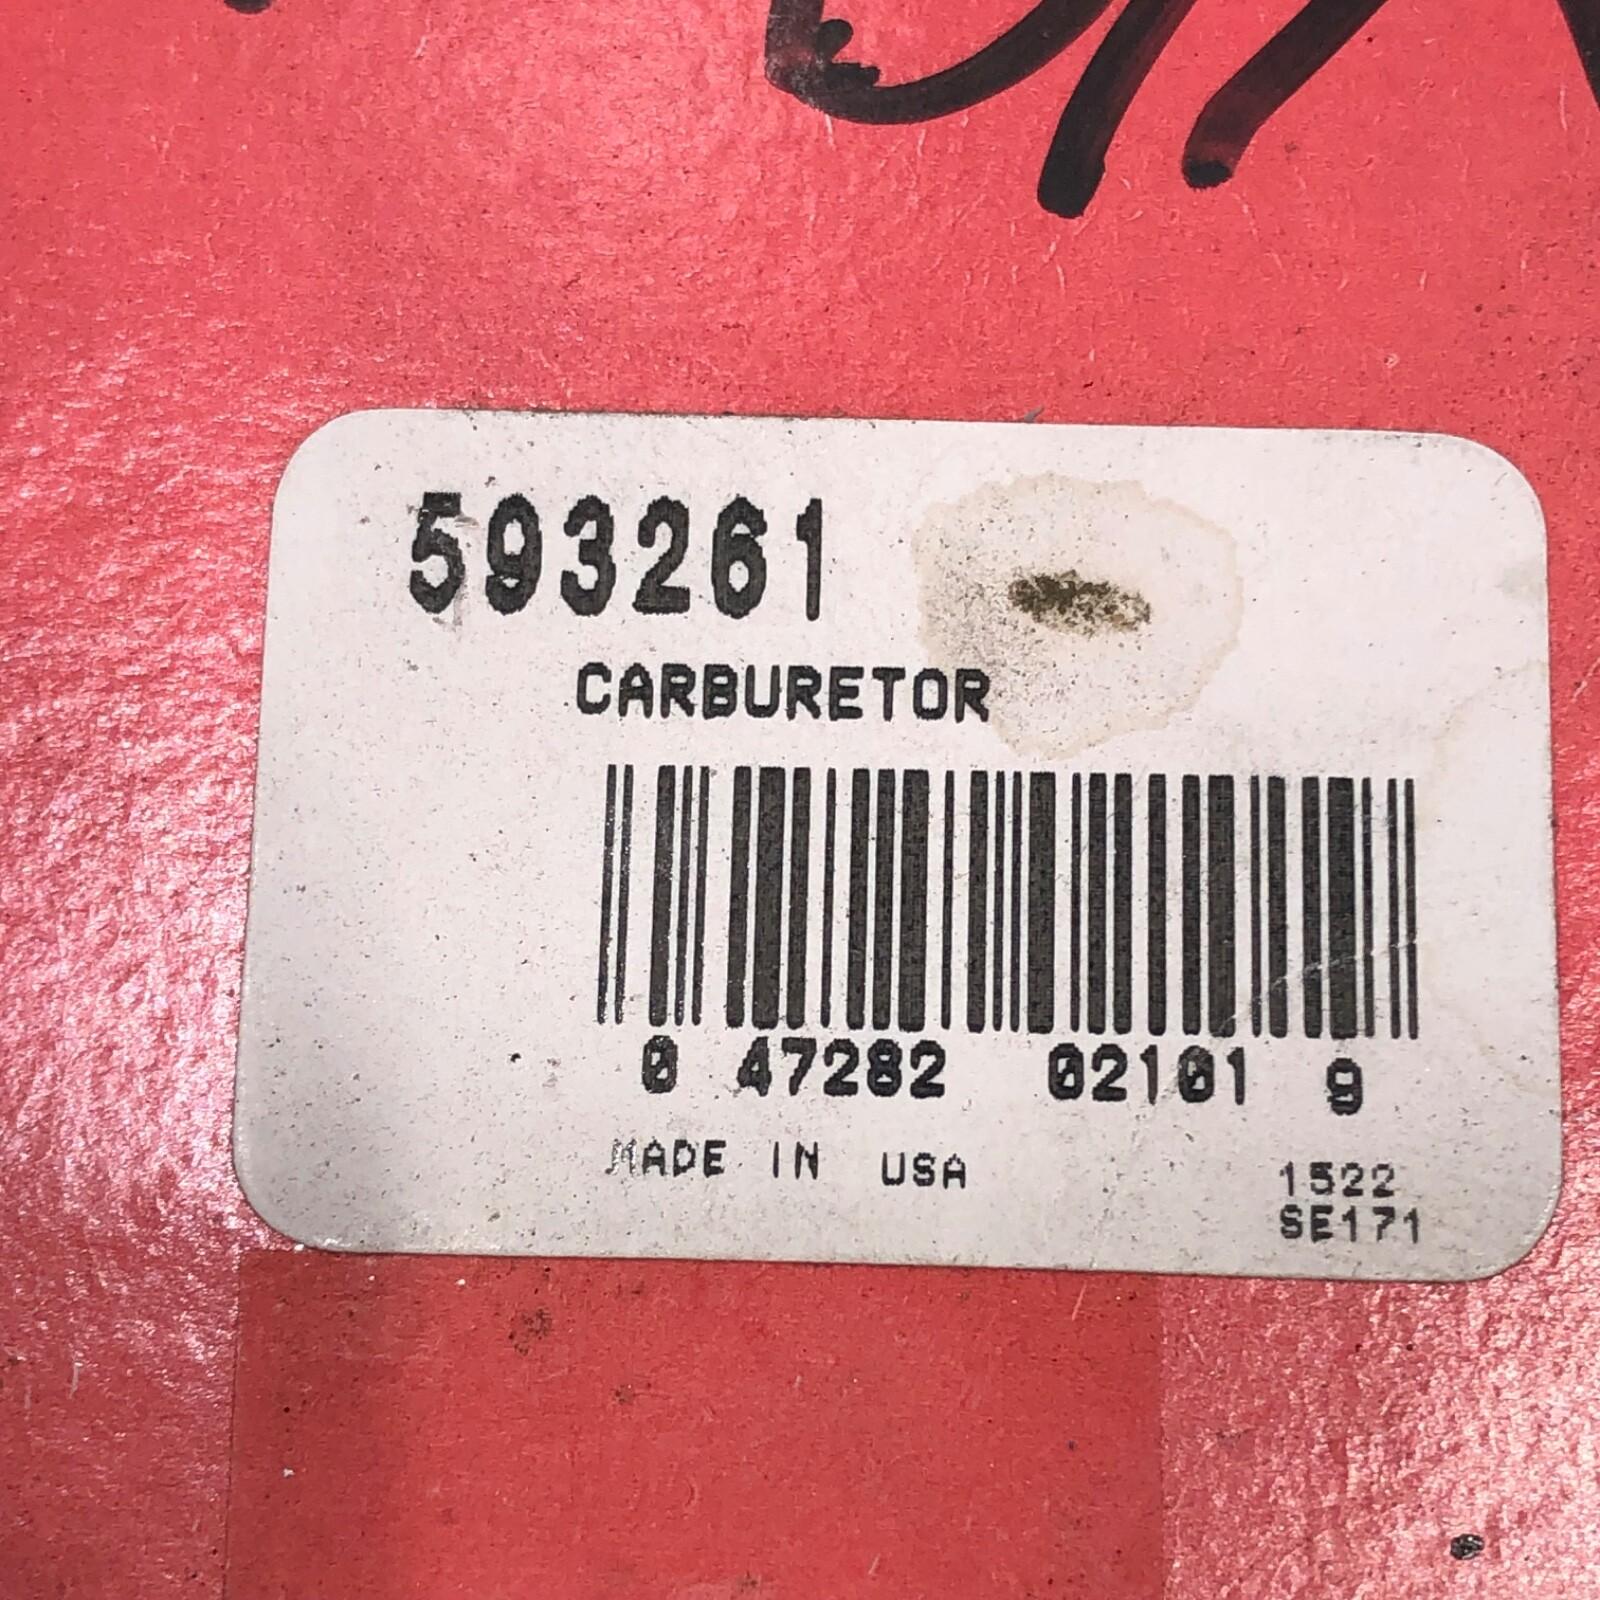 593261
CARBURETOR
0 47282 02101 9
MADE IN USA
1522
SE171